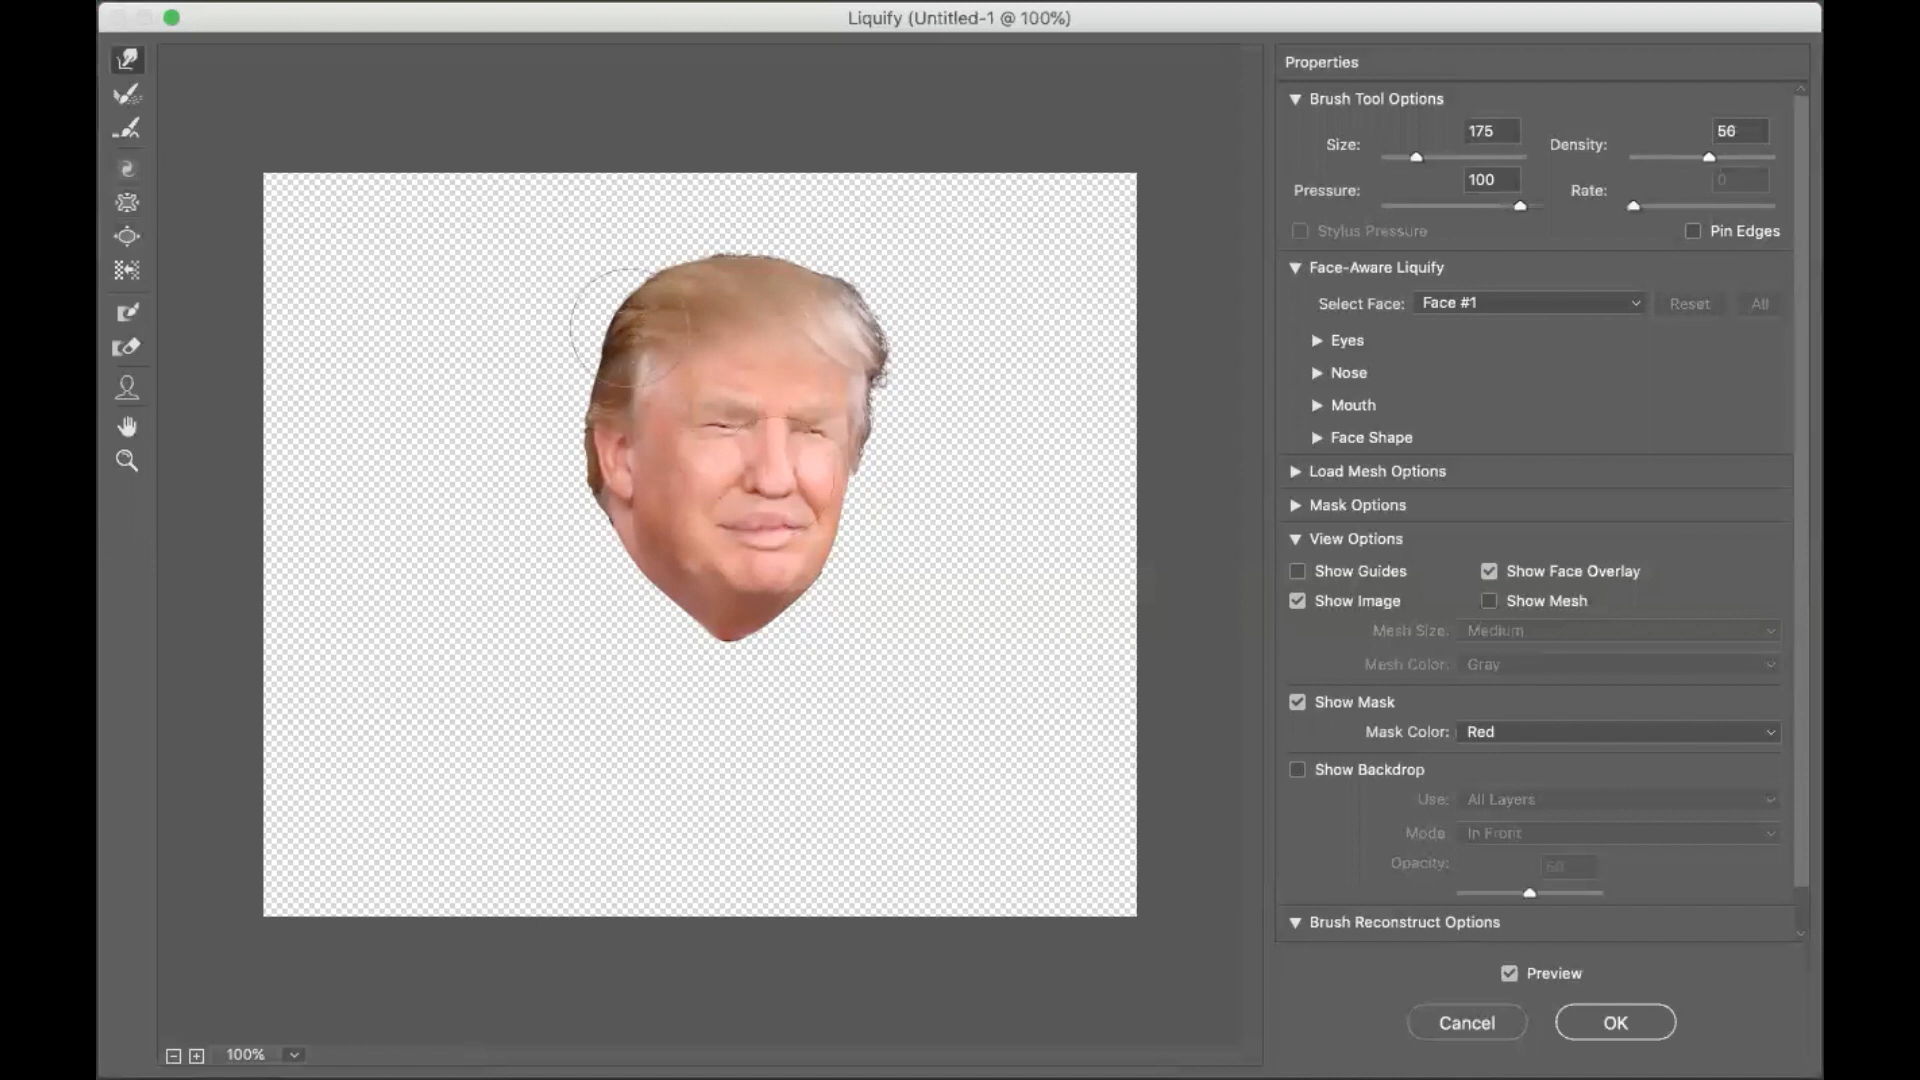 Liquify (Untitled-1 @ 100%)
Properties
Brush Tool Options
Size: 175
Density: 56
Pressure: 100
Rate: 0
Stylus Pressure
Pin Edges
Face-Aware Liquify
Select Face: Face #1
Reset
All
Eyes
Nose
Mouth
Face Shape
Load Mesh Options
Mask Options
View Options
Show Guides
Show Face Overlay
Show Image
Show Mesh
Mesh Size: Medium
Mesh Color: Gray
Show Mask
Mask Color: Red
Show Backdrop
Use: All Layers
Mode In Front
Opacity: 50
Brush Reconstruct Options
Preview
Cancel
OK
100%